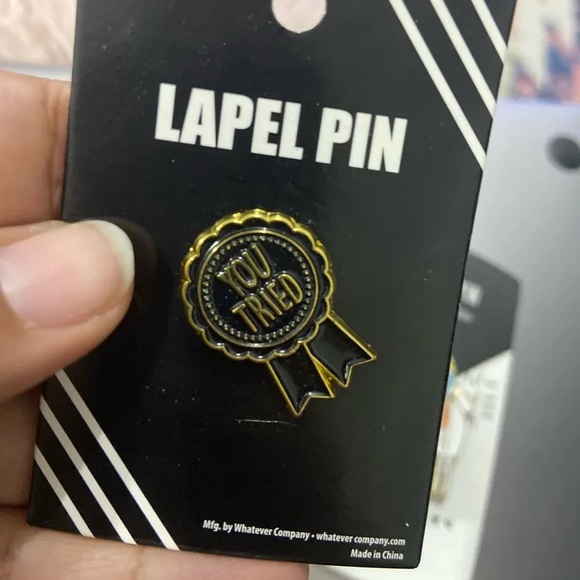 LAPEL PIN
YOU
TRIED
Mfg. by Whatever Company • whatever company.com
Made in China